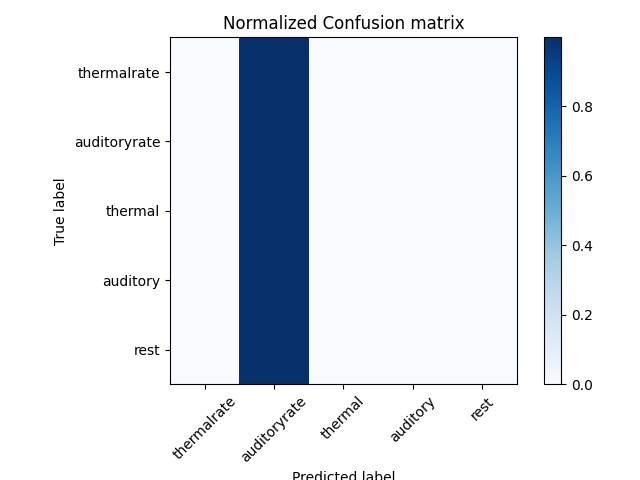 Normalized Confusion matrix
True label
thermalrate
auditoryrate
thermal
auditory
rest
thermalrate
auditoryrate
thermal
auditory
rest
Predicted label
0.8
0.6
0.4
0.2
0.0